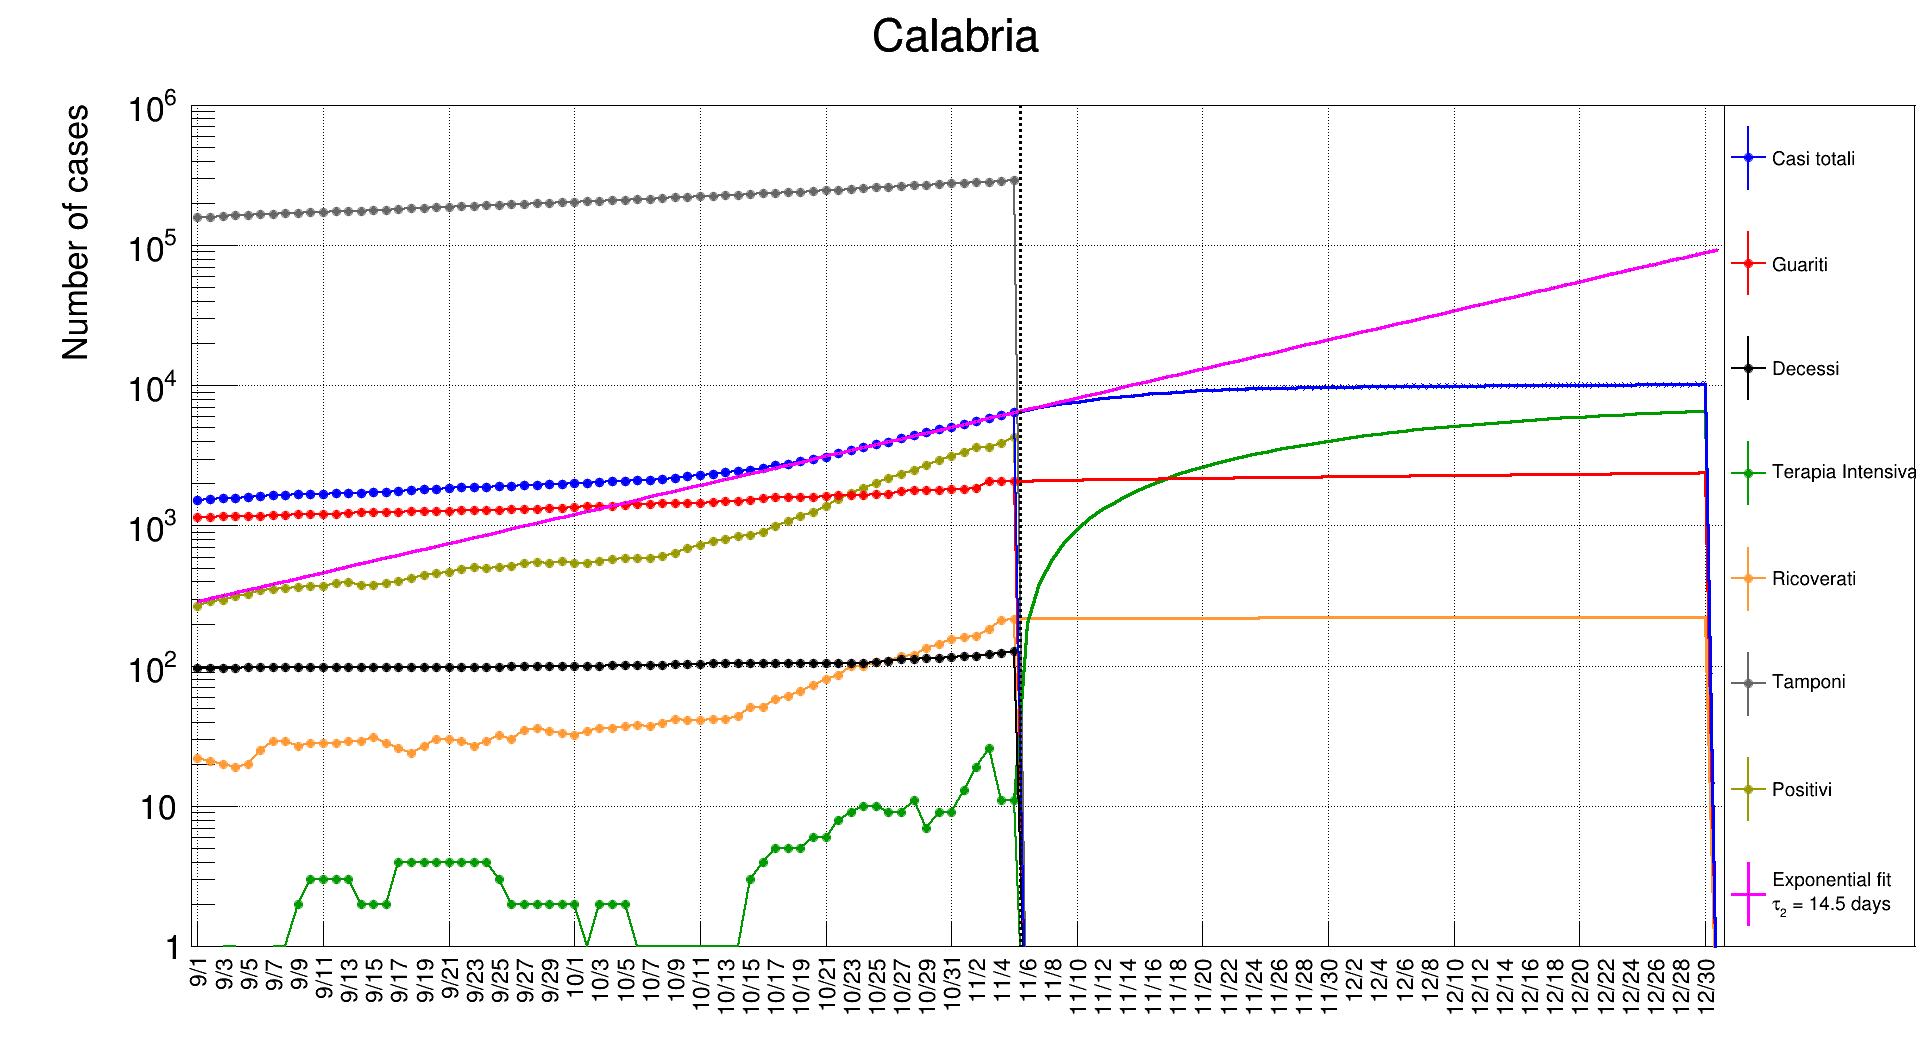 Calabria
Number of cases
10^6
10^5
10^4
10^3
10^2
10
1
9/1 9/3 9/5 9/7 9/9 9/11 9/13 9/15 9/17 9/19 9/21 9/23 9/25 9/27 9/29 10/1 10/3 10/5 10/7 10/9 10/11 10/13 10/15 10/17 10/19 10/21 10/23 10/25 10/27 10/29 10/31 11/2 11/4 11/6 11/8 11/10 11/12 11/14 11/16 11/18 11/20 11/22 11/24 11/26 11/28 11/30 12/2 12/4 12/6 12/8 12/10 12/12 12/14 12/16 12/18 12/20 12/22 12/24 12/26 12/28 12/30
Casi totali
Guariti
Decessi
Terapia Intensiva
Ricoverati
Tamponi
Positivi
Exponential fit
τ₂ = 14.5 days